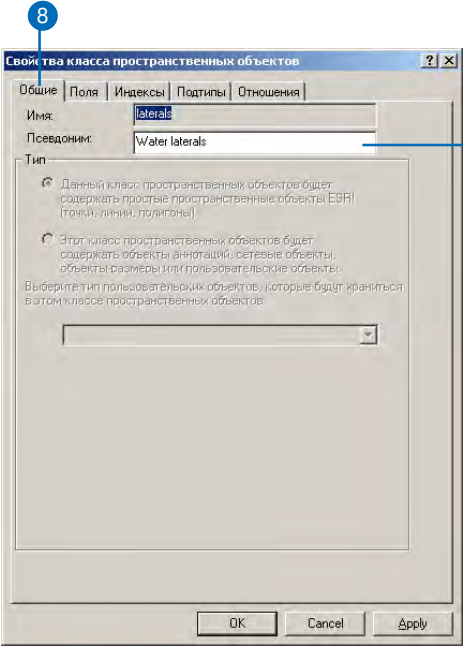 8
Свойства класса пространственных объектов
Общие Поля Индексы Подтипы Отношения
Имя: laterals
Псевдоним: Water laterals
Тип
Данный класс пространственных объектов будет
содержать простые пространственные объекты ESRI
(точки, линии, полигоны).
Этот класс пространственных объектов будет
содержать объекты аннотаций, сетевые объекты,
объекты-размеры или пользовательские объекты.
Выберите тип пользовательских объектов, которые будут храниться
в этом классе пространственных объектов.
OK Cancel Apply